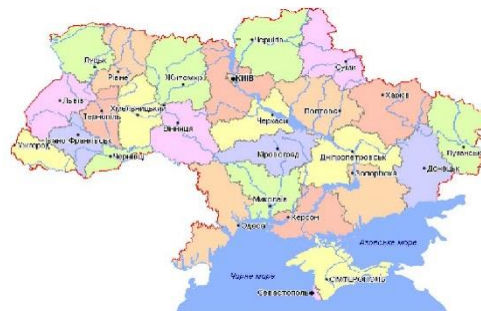 Чернігів
Луцьк
Рівне
Суми
Житомир
КИЇВ
Львів
Харків
Тернопіль
Хмельницький
Полтава
Черкаси
Вінниця
Івано-Франківськ
Луганськ
Ужгород
Чернівці
Кіровоград
Дніпропетровськ
Донецьк
Запоріжжя
Миколаїв
Одеса
Херсон
Азовське море
Чорне море
СІМФЕРОПОЛЬ
Севастополь